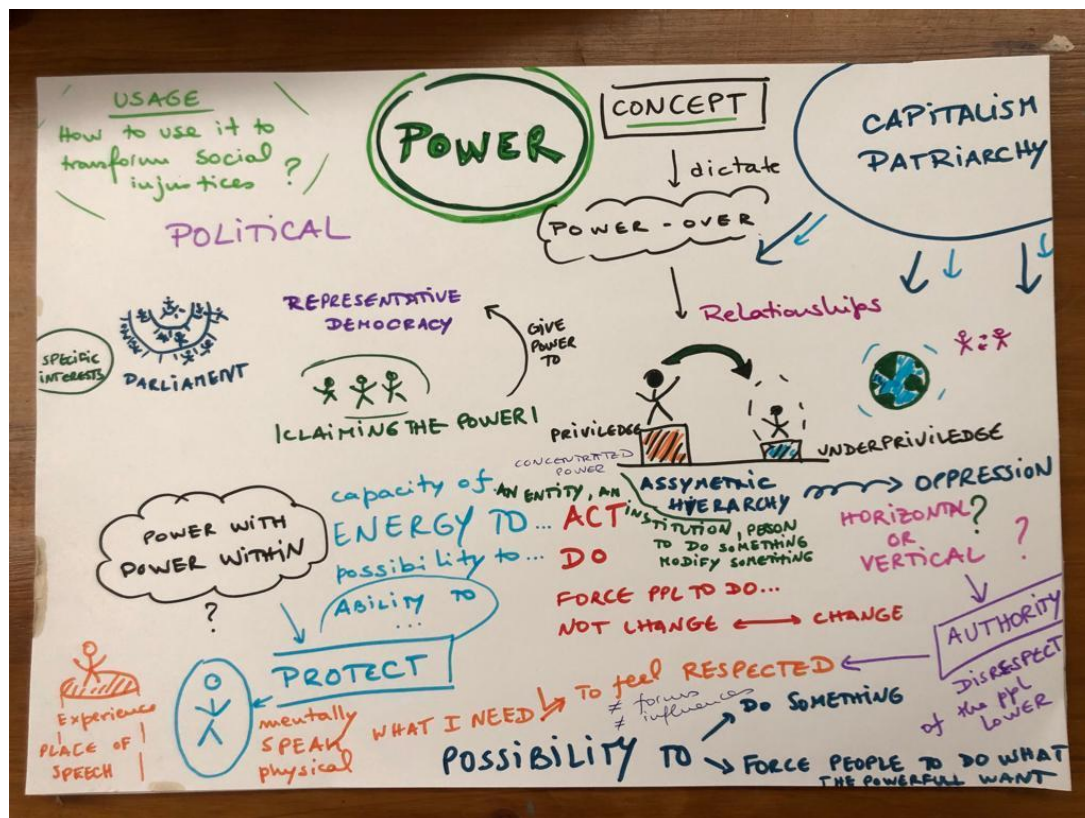 USAGE
How to use it to
transform social
injustices ?
POWER
CONCEPT
dictate
POWER - OVER
CAPITALISM
PATRIARCHY
POLITICAL
REPRESENTATIVE
DEMOCRACY
GIVE
POWER
TO
Relationships
SPECIFIC
INTERESTS
PARLIAMENT
|CLAIMING THE POWER|
PRIVILEDGE
UNDERPRIVILEDGE
CONCENTRATED
POWER
ASSYMETRIC
HIERARCHY
OPPRESSION
HORIZONTAL ?
OR
VERTICAL ?
POWER WITH
POWER WITHIN
?
capacity of
ENERGY TO...
possibility to...
ABILITY TO
...
AN ENTITY, AN
INSTITUTION, PERSON
TO DO SOMETHING
MODIFY SOMETHING
ACT
DO
FORCE PPL TO DO...
NOT CHANGE ⟷ CHANGE
AUTHORITY
DISRESPECT
of the ppl
LOWER
PROTECT
mentally
SPEAK
physical
Experience
PLACE OF
SPEECH
WHAT I NEED
To feel RESPECTED
≠ forms
≠ influences
POSSIBILITY TO
DO SOMETHING
FORCE PEOPLE TO DO WHAT
THE POWERFULL WANT